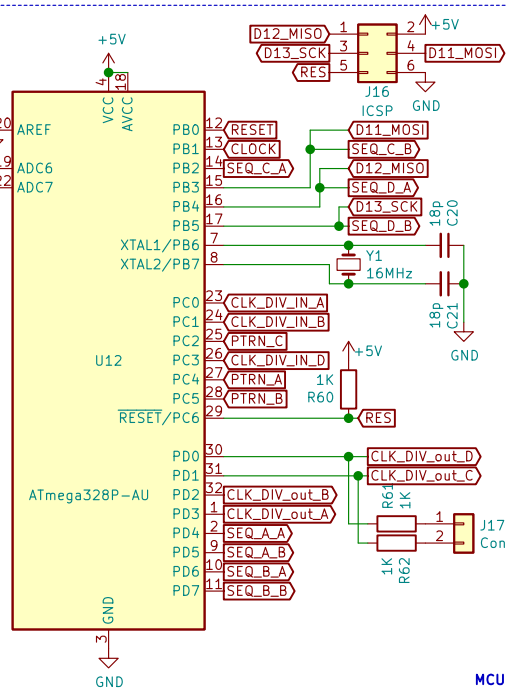 +5V
D12_MISO 1 2 +5V
D13_SCK 3 4 D11_MOSI
RES 5 6
J16
ICSP
GND
4 18
VCC AVCC
20 AREF
PB0 12 RESET
D11_MOSI
PB1 13 CLOCK
SEQ_C_B
19 ADC6
PB2 14 SEQ_C_A
D12_MISO
22 ADC7
PB3 15
SEQ_D_A
PB4 16
D13_SCK
PB5 17
SEQ_D_B
18p C20
XTAL1/PB6 7
Y1
XTAL2/PB7 8
16MHz
18p C21
GND
PC0 23 CLK_DIV_IN_A
PC1 24 CLK_DIV_IN_B
PC2 25 PTRN_C
+5V
U12
PC3 26 CLK_DIV_IN_D
PC4 27 PTRN_A
1K
PC5 28 PTRN_B
R60
RESET/PC6 29 RES
PD0 30 CLK_DIV_out_D
PD1 31 CLK_DIV_out_C
ATmega328P-AU
PD2 32 CLK_DIV_out_B
R61 1K
PD3 1 CLK_DIV_out_A
PD4 2 SEQ_A_A
1 J17
PD5 9 SEQ_A_B
2 Con
PD6 10 SEQ_B_A
1K R62
PD7 11 SEQ_B_B
GND
3
GND
MCU